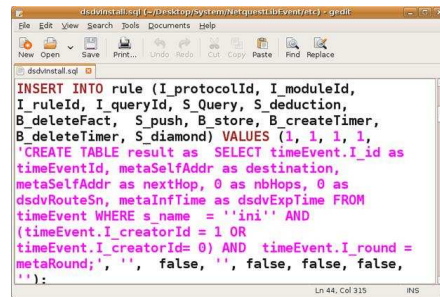 dsdvinstall.sql (~/Desktop/System/NetquestLibEvent/etc) - gedit
File Edit View Search Tools Documents Help
New Open Save Print... Undo Redo Cut Copy Paste Find Replace
dsdvinstall.sql
INSERT INTO rule (I_protocolId, I_moduleId,
I_ruleId, I_queryId, S_Query, S_deduction,
B_deleteFact, S_push, B_store, B_createTimer,
B_deleteTimer, S_diamond) VALUES (1, 1, 1, 1,
'CREATE TABLE result as SELECT timeEvent.I_id as
timeEventId, metaSelfAddr as destination,
metaSelfAddr as nextHop, 0 as nbHops, 0 as
dsdvRouteSn, metaInfTime as dsdvExpTime FROM
timeEvent WHERE s_name = ''ini'' AND
(timeEvent.I_creatorId = 1 OR
timeEvent.I_creatorId= 0) AND timeEvent.I_round =
metaRound;', '', false, '', false, false, false,
'');
Ln 44, Col 315 INS